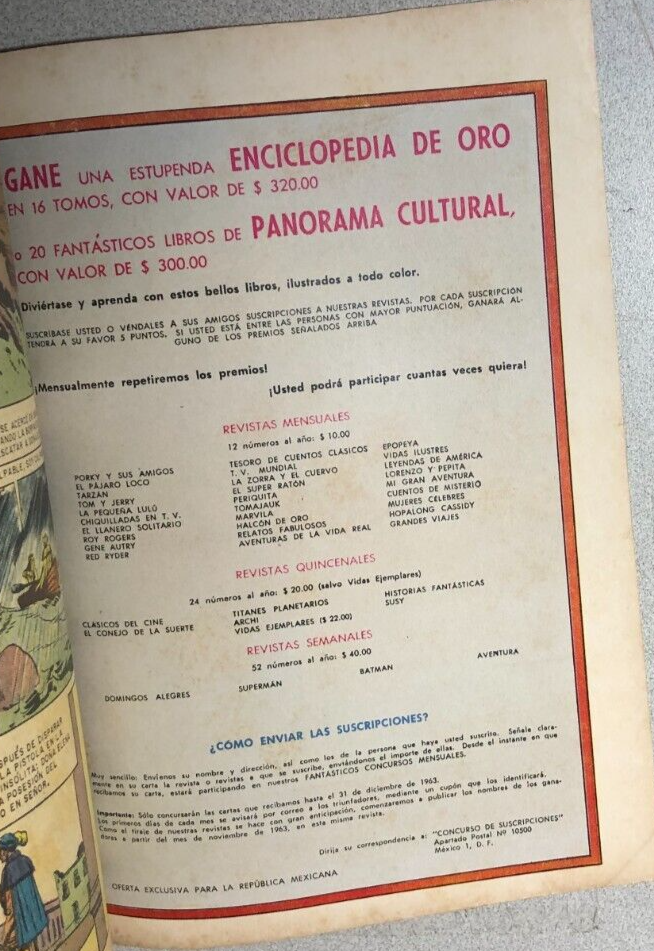 GANE UNA ESTUPENDA ENCICLOPEDIA DE ORO
EN 16 TOMOS, CON VALOR DE $ 320.00
o 20 FANTÁSTICOS LIBROS DE PANORAMA CULTURAL,
CON VALOR DE $ 300.00
Diviértase y aprenda con estos bellos libros, ilustrados a todo color.
SUSCRÍBASE USTED O VÉNDALES A SUS AMIGOS SUSCRIPCIONES A NUESTRAS REVISTAS. POR CADA SUSCRIPCIÓN
TENDRÁ A SU FAVOR 5 PUNTOS. SI USTED ESTÁ ENTRE LAS PERSONAS CON MAYOR PUNTUACIÓN, GANARÁ AL-
GUNO DE LOS PREMIOS SEÑALADOS ARRIBA
¡Mensualmente repetiremos los premios!
¡Usted podrá participar cuantas veces quiera!
REVISTAS MENSUALES
12 números al año: $ 10.00
PORKY Y SUS AMIGOS
EL PÁJARO LOCO
TARZÁN
TOM Y JERRY
LA PEQUEÑA LULÚ
CHIQUILLADAS EN T. V.
EL LLANERO SOLITARIO
ROY ROGERS
GENE AUTRY
RED RYDER
TESORO DE CUENTOS CLÁSICOS
T. V. MUNDIAL
LA ZORRA Y EL CUERVO
EL SUPER RATÓN
PERIQUITA
TOMAJAUK
MARVILA
HALCÓN DE ORO
RELATOS FABULOSOS
AVENTURAS DE LA VIDA REAL
EPOPEYA
VIDAS ILUSTRES
LEYENDAS DE AMÉRICA
LORENZO Y PEPITA
MI GRAN AVENTURA
CUENTOS DE MISTERIO
MUJERES CÉLEBRES
HOPALONG CASSIDY
GRANDES VIAJES
REVISTAS QUINCENALES
24 números al año: $ 20.00 (salvo Vidas Ejemplares)
CLÁSICOS DEL CINE
EL CONEJO DE LA SUERTE
TITANES PLANETARIOS
ARCHI
VIDAS EJEMPLARES ($ 22.00)
HISTORIAS FANTÁSTICAS
SUSY
REVISTAS SEMANALES
52 números al año: $ 40.00
DOMINGOS ALEGRES
SUPERMÁN
BATMAN
AVENTURA
¿CÓMO ENVIAR LAS SUSCRIPCIONES?
Muy sencillo: Envíenos su nombre y dirección, así como los de la persona que haya usted suscrito. Señale clara-
mente en su carta la revista o revistas a que se suscribe, enviándonos el importe de ellas. Desde el instante en que
recibamos su carta, estará participando en nuestros FANTÁSTICOS CONCURSOS MENSUALES.
Importante: Sólo concursarán las cartas que recibamos hasta el 31 de diciembre de 1963.
Los primeros días de cada mes se avisará por correo a los triunfadores, mediante un cupón que los identificará.
Como el tiraje de nuestras revistas se hace con gran anticipación, comenzaremos a publicar los nombres de los gana-
dores a partir del mes de noviembre de 1963, en esta misma revista.
Dirija su correspondencia a: "CONCURSO DE SUSCRIPCIONES"
Apartado Postal Nº 10500
México 1, D. F.
OFERTA EXCLUSIVA PARA LA REPÚBLICA MEXICANA
SE ACERCÓ
DISPARAR
LA PISTOLA EN LA
INSÓLITA; DOÑA ELENA
POSESIÓN DEL
EN SEÑOR.